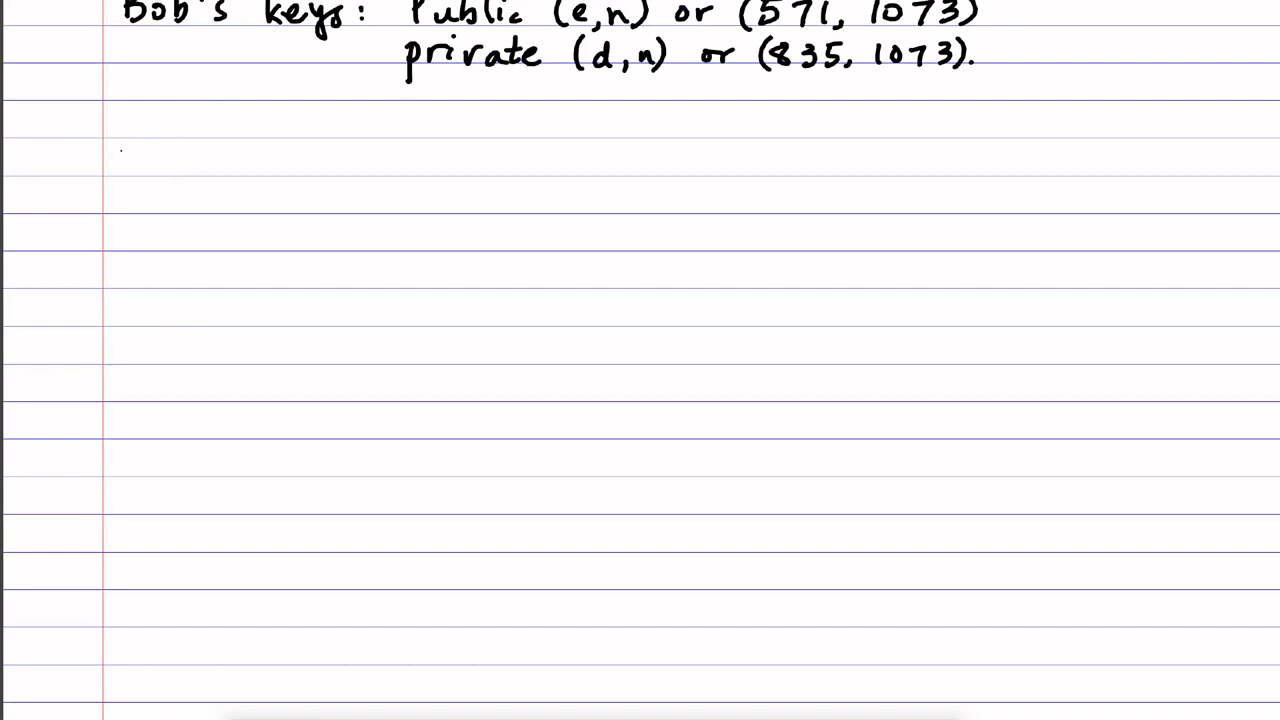 Bob's keys: Public (e,n) or (571, 1073)
private (d,n) or (835, 1073).